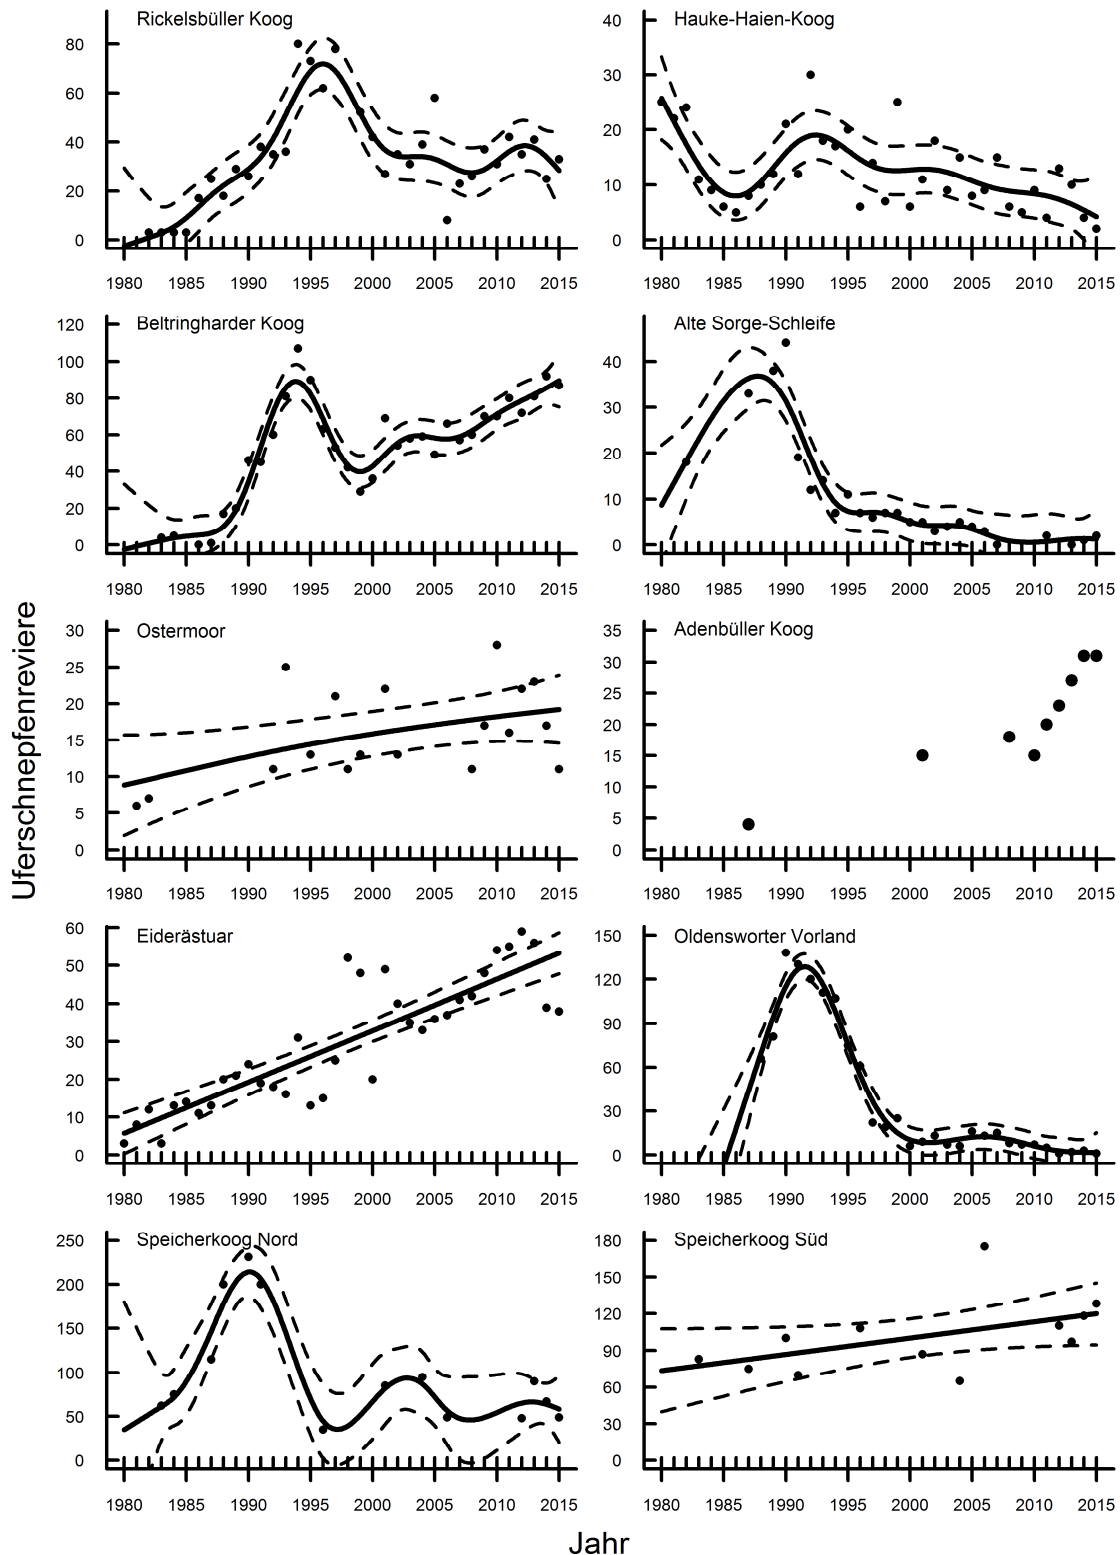 Rickelsbüller Koog
80
60
40
20
0
1980 1985 1990 1995 2000 2005 2010 2015
Hauke-Haien-Koog
40
30
20
10
0
1980 1985 1990 1995 2000 2005 2010 2015
Beltringharder Koog
120
100
80
60
40
20
0
1980 1985 1990 1995 2000 2005 2010 2015
Alte Sorge-Schleife
40
30
20
10
0
1980 1985 1990 1995 2000 2005 2010 2015
Uferschnepfenreviere
Ostermoor
30
25
20
15
10
5
0
1980 1985 1990 1995 2000 2005 2010 2015
Adenbüller Koog
35
30
25
20
15
10
5
0
1980 1985 1990 1995 2000 2005 2010 2015
Eiderästuar
60
50
40
30
20
10
0
1980 1985 1990 1995 2000 2005 2010 2015
Oldensworter Vorland
150
120
90
60
30
0
1980 1985 1990 1995 2000 2005 2010 2015
Speicherkoog Nord
250
200
150
100
50
0
1980 1985 1990 1995 2000 2005 2010 2015
Speicherkoog Süd
180
150
120
90
60
30
0
1980 1985 1990 1995 2000 2005 2010 2015
Jahr